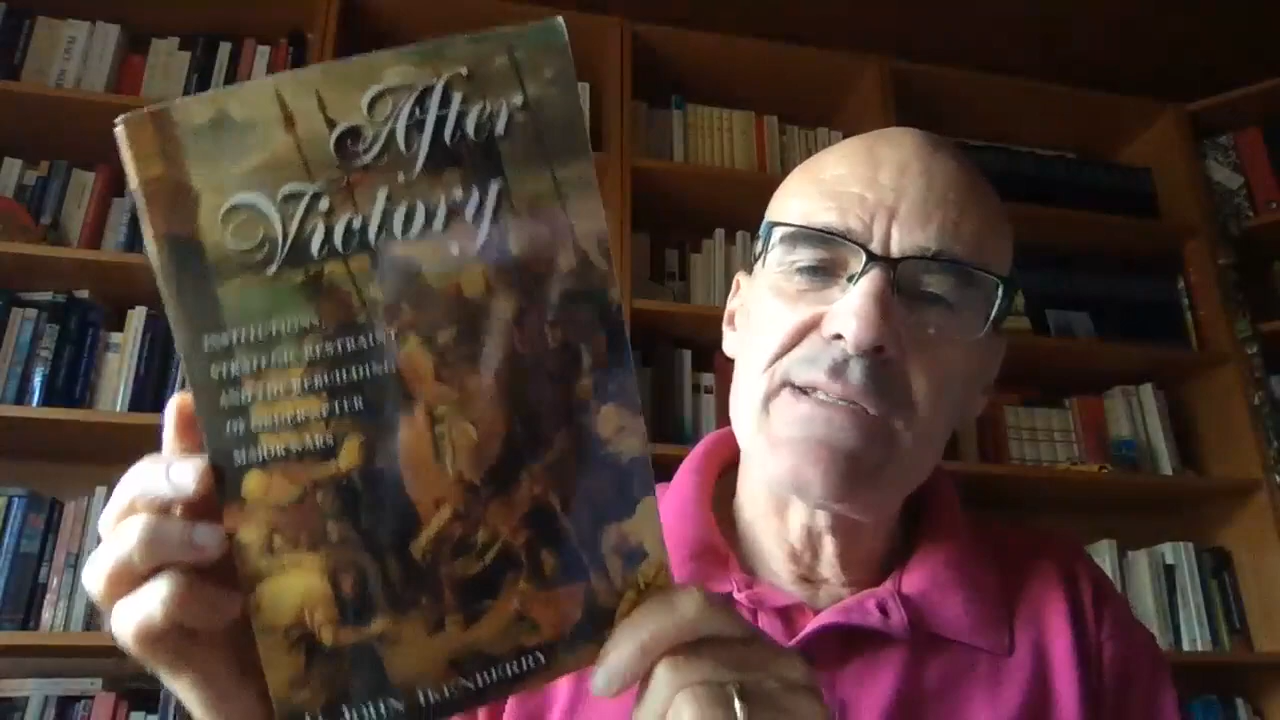 After
Victory
INSTITUTIONS,
STRATEGIC RESTRAINT,
AND THE REBUILDING
OF ORDER AFTER
MAJOR WARS
G. JOHN IKENBERRY